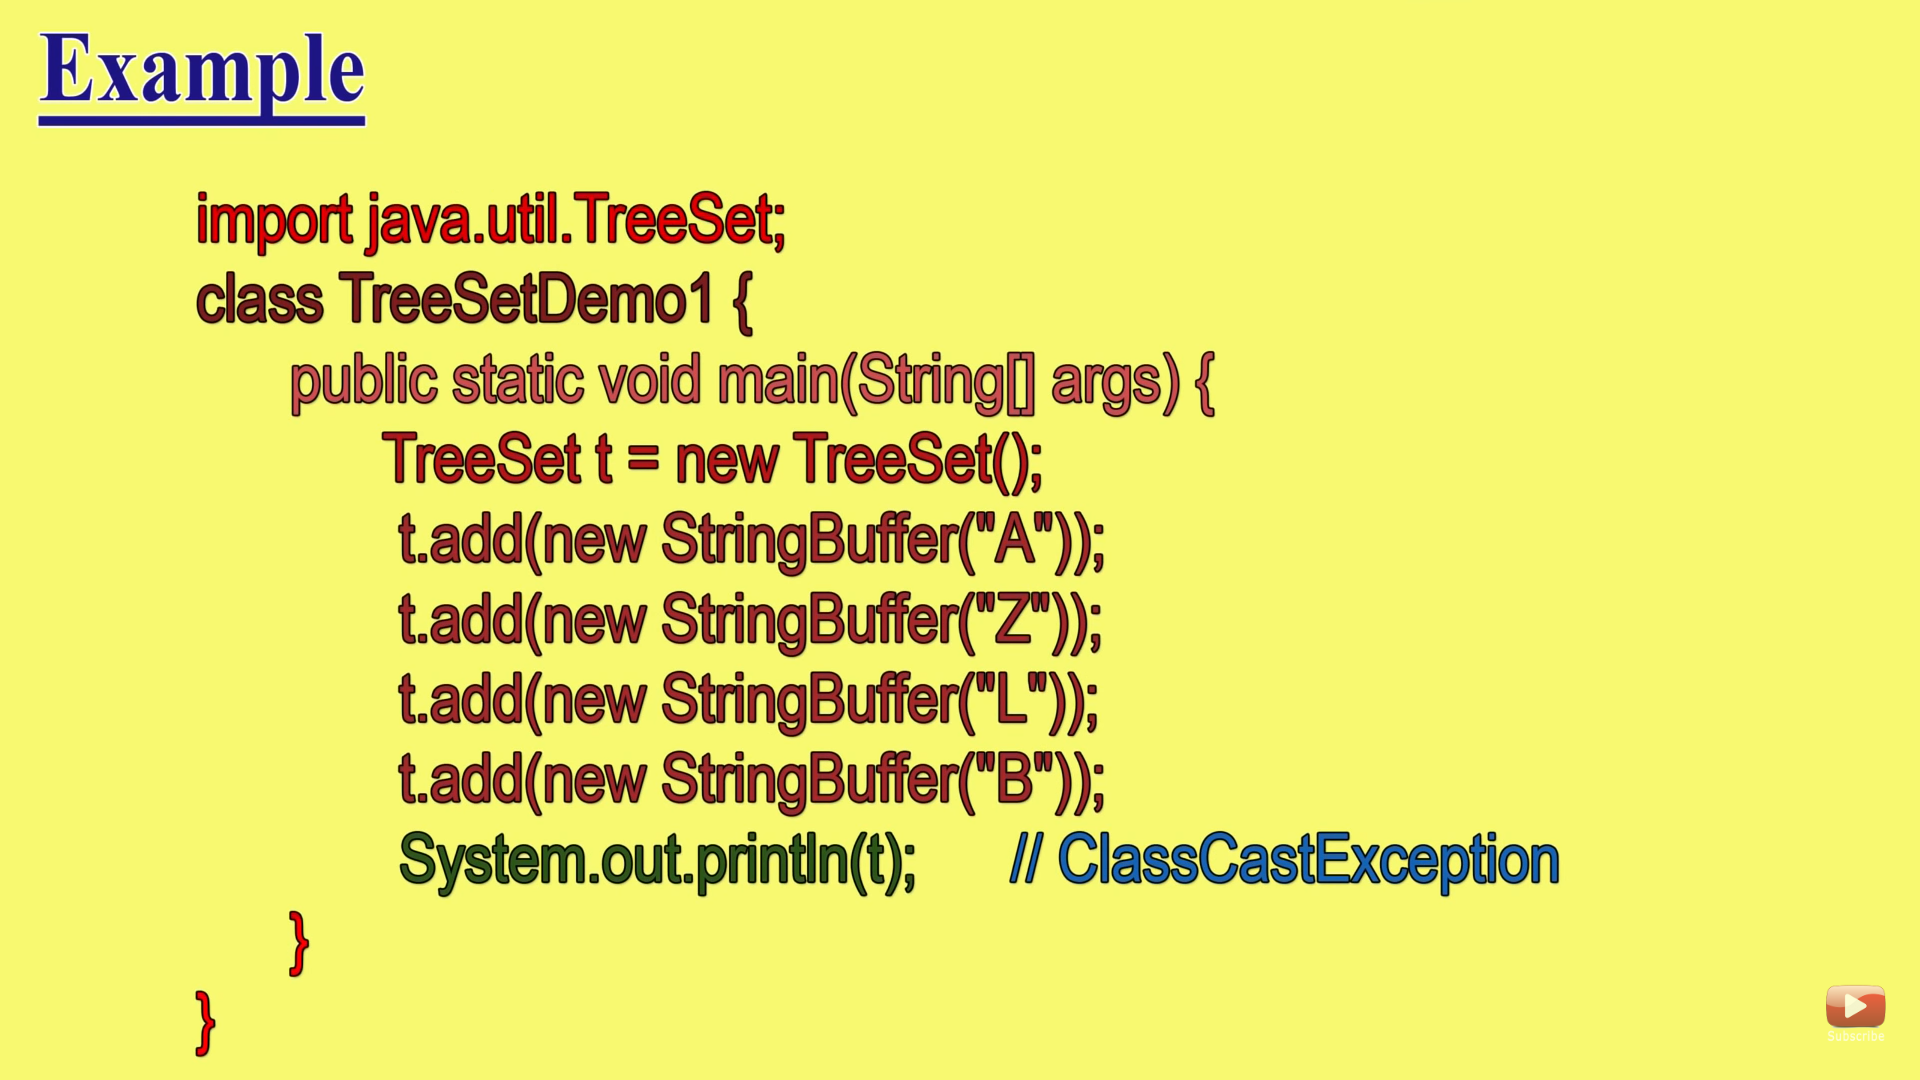 Example
import java.util.TreeSet;
class TreeSetDemo1 {
public static void main(String[] args) {
TreeSet t = new TreeSet();
t.add(new StringBuffer("A"));
t.add(new StringBuffer("Z"));
t.add(new StringBuffer("L"));
t.add(new StringBuffer("B"));
System.out.println(t); // ClassCastException
}
}
Subscribe